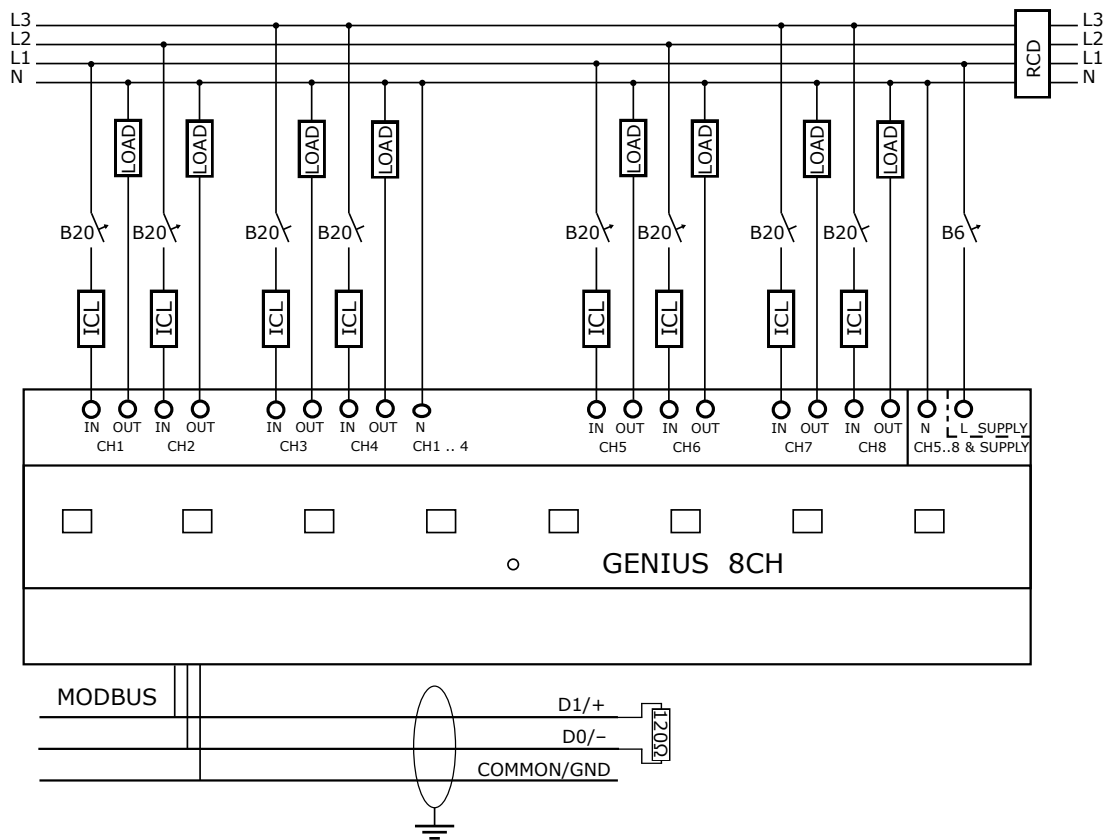 L3 L3
L2 L2
L1 L1
N N
RCD
LOAD LOAD LOAD LOAD LOAD LOAD LOAD LOAD
B20 B20 B20 B20 B20 B20 B20 B20 B6
ICL ICL ICL ICL ICL ICL ICL ICL
IN OUT IN OUT IN OUT IN OUT N IN OUT IN OUT IN OUT IN OUT N L SUPPLY
CH1 CH2 CH3 CH4 CH1 .. 4 CH5 CH6 CH7 CH8 CH5..8 & SUPPLY
GENIUS 8CH
MODBUS
D1/+
D0/–
120Ω
COMMON/GND